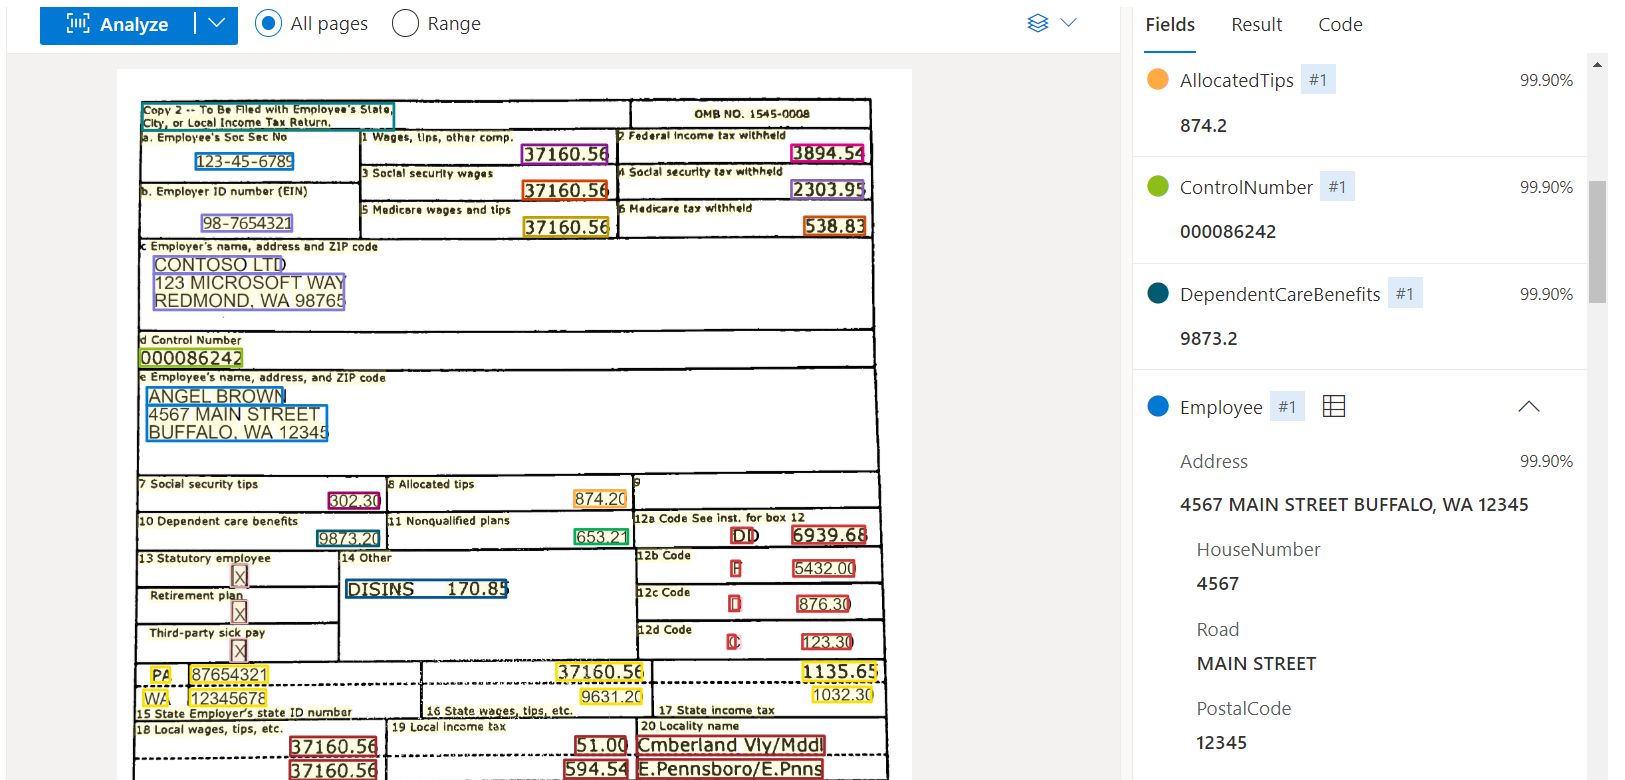 Analyze
All pages
Range
Fields
Result
Code
Copy 2 -- To Be Filed with Employee's State,
City, or Local Income Tax Return.
OMB NO. 1545-0008
a. Employee's Soc Sec No
123-45-6789
1 Wages, tips, other comp.
37160.56
2 Federal income tax withheld
3894.54
3 Social security wages
37160.56
4 Social security tax withheld
2303.95
b. Employer ID number (EIN)
98-7654321
5 Medicare wages and tips
37160.56
6 Medicare tax withheld
538.83
c Employer's name, address and ZIP code
CONTOSO LTD
123 MICROSOFT WAY
REDMOND, WA 98765
d Control Number
000086242
e Employee's name, address, and ZIP code
ANGEL BROWN
4567 MAIN STREET
BUFFALO, WA 12345
7 Social security tips
302.30
8 Allocated tips
874.20
9
10 Dependent care benefits
9873.20
11 Nonqualified plans
653.21
12a Code See inst. for box 12
DD 6939.68
13 Statutory employee
X
14 Other
DISINS 170.85
12b Code
F 5432.00
Retirement plan
X
12c Code
D 876.30
Third-party sick pay
X
12d Code
C 123.30
PA 87654321 37160.56 1135.65
WA 12345678 9631.20 1032.30
15 State Employer's state ID number
16 State wages, tips, etc.
17 State income tax
18 Local wages, tips, etc.
19 Local income tax
20 Locality name
37160.56 51.00 Cmberland Vly/Mddl
37160.56 594.54 E.Pennsboro/E.Pnns
AllocatedTips #1 99.90%
874.2
ControlNumber #1 99.90%
000086242
DependentCareBenefits #1 99.90%
9873.2
Employee #1
Address 99.90%
4567 MAIN STREET BUFFALO, WA 12345
HouseNumber
4567
Road
MAIN STREET
PostalCode
12345